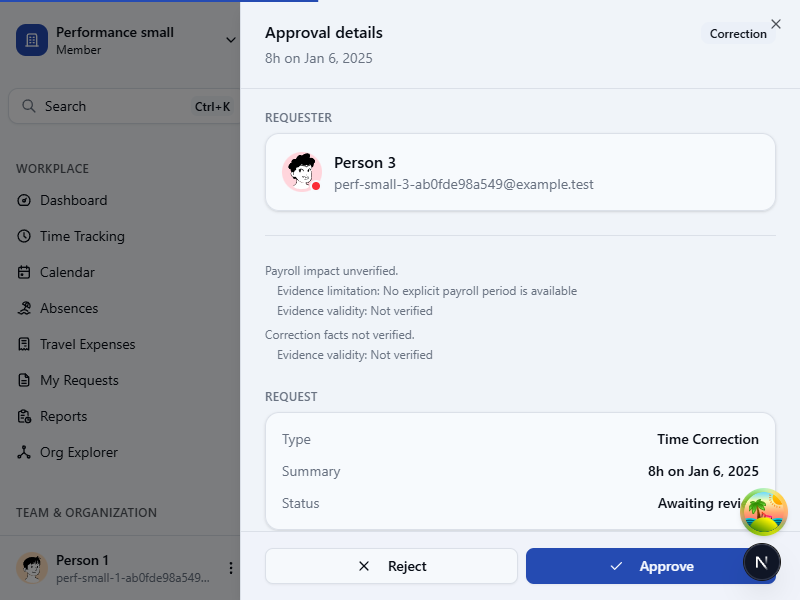 Performance small
Member
Search
Ctrl+K
WORKPLACE
Dashboard
Time Tracking
Calendar
Absences
Travel Expenses
My Requests
Reports
Org Explorer
TEAM & ORGANIZATION
Person 1
perf-small-1-ab0fde98a549...
Approval details
8h on Jan 6, 2025
Correction
REQUESTER
Person 3
perf-small-3-ab0fde98a549@example.test
Payroll impact unverified.
Evidence limitation: No explicit payroll period is available
Evidence validity: Not verified
Correction facts not verified.
Evidence validity: Not verified
REQUEST
Type
Time Correction
Summary
8h on Jan 6, 2025
Status
Awaiting
Reject
Approve
N